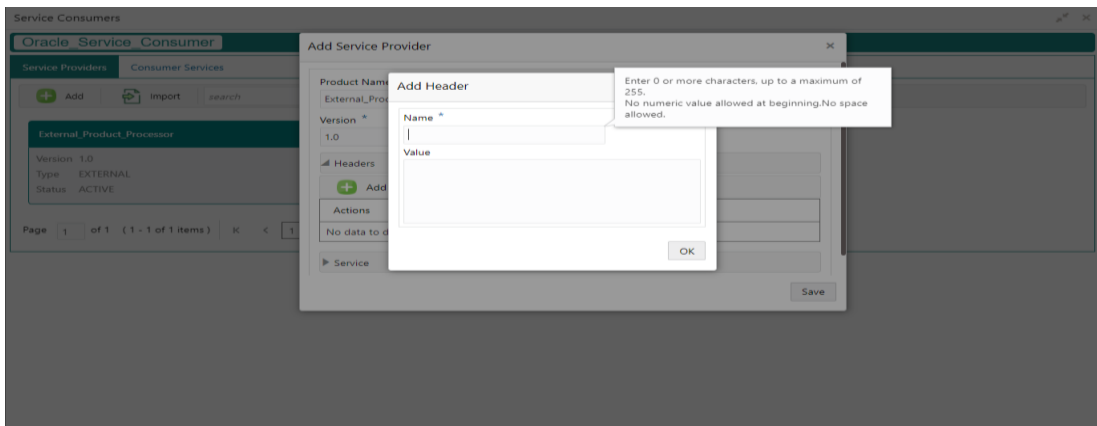 Service Consumers
Oracle_Service_Consumer
Service Providers Consumer Services
Add Import search
External_Product_Processor
Version 1.0
Type EXTERNAL
Status ACTIVE
Page 1 of 1 ( 1 - 1 of 1 items ) K < 1
Add Service Provider
Product Name
External_Proc
Version *
1.0
Headers
Add
Actions
No data to d
Service
Save
Add Header
Name *
Value
OK
Enter 0 or more characters, up to a maximum of
255.
No numeric value allowed at beginning.No space
allowed.